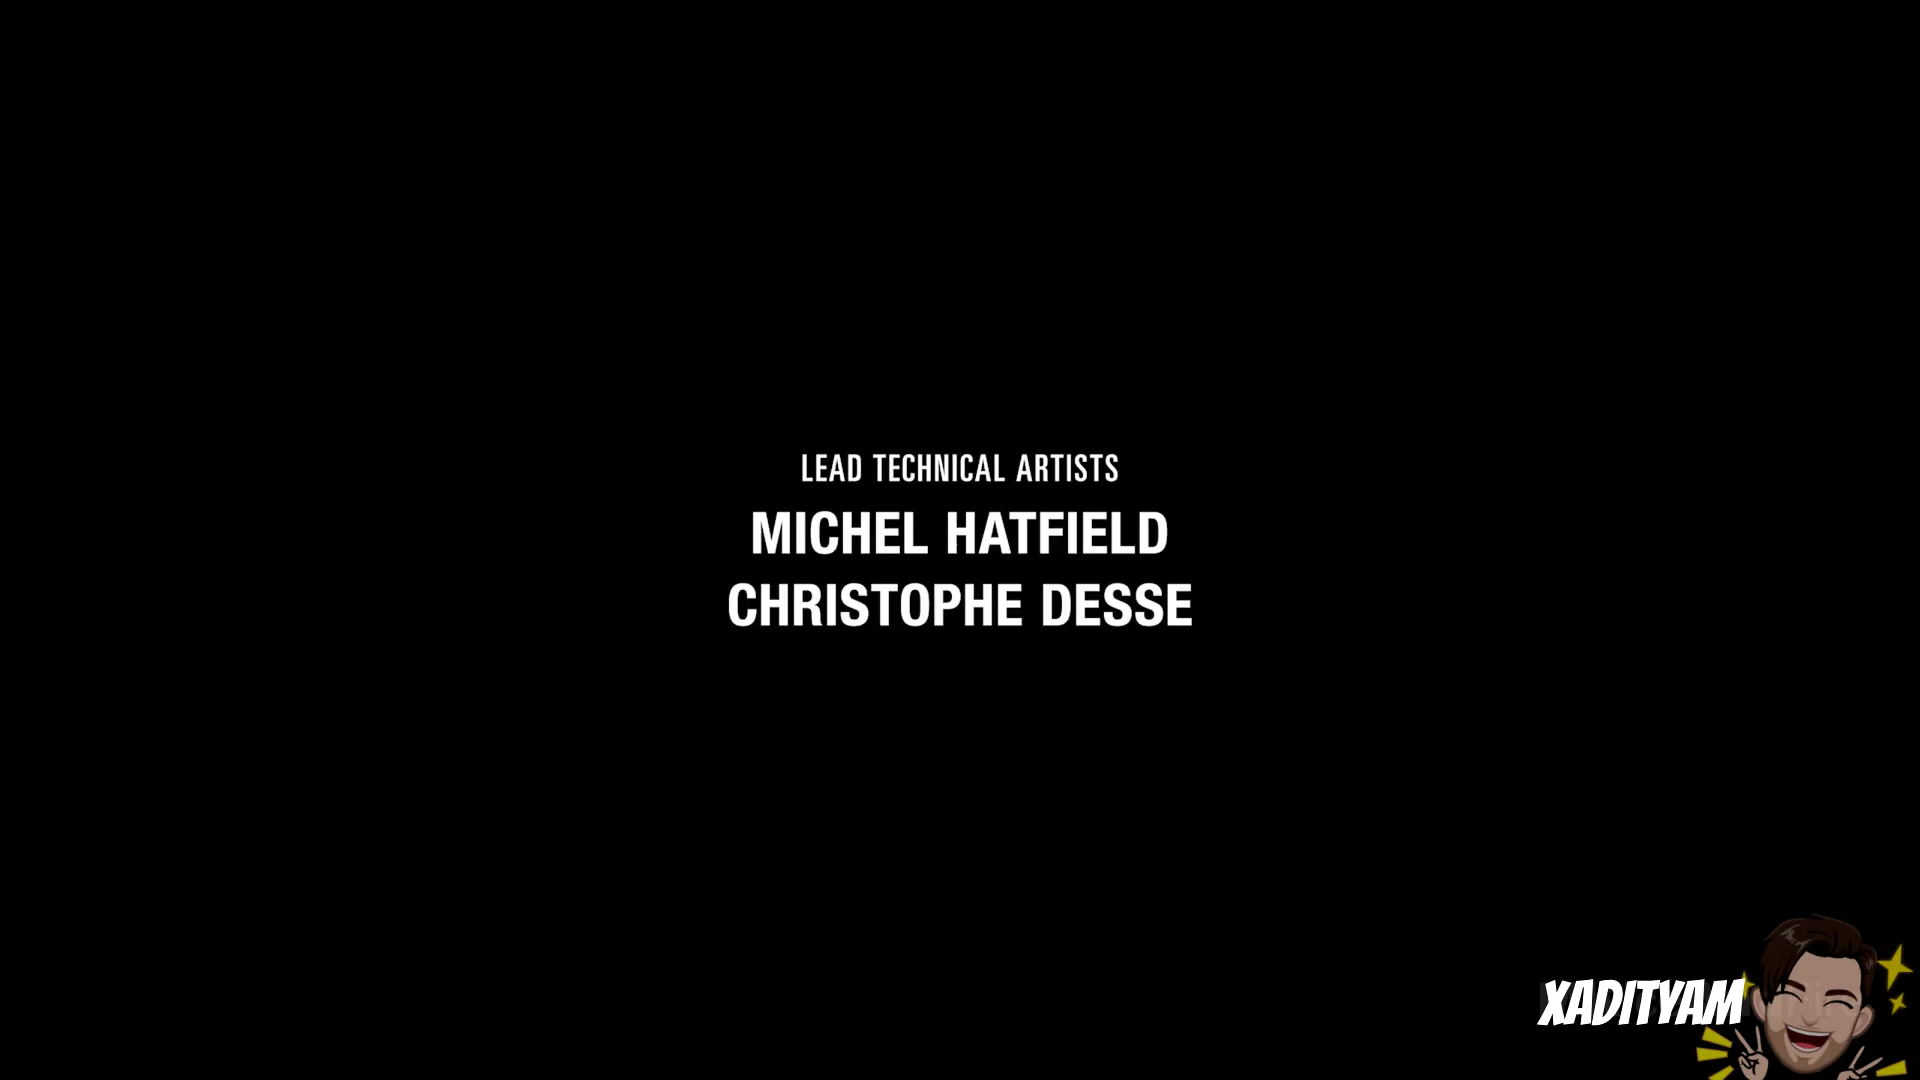 LEAD TECHNICAL ARTISTS
MICHEL HATFIELD
CHRISTOPHE DESSE
XADITYAM